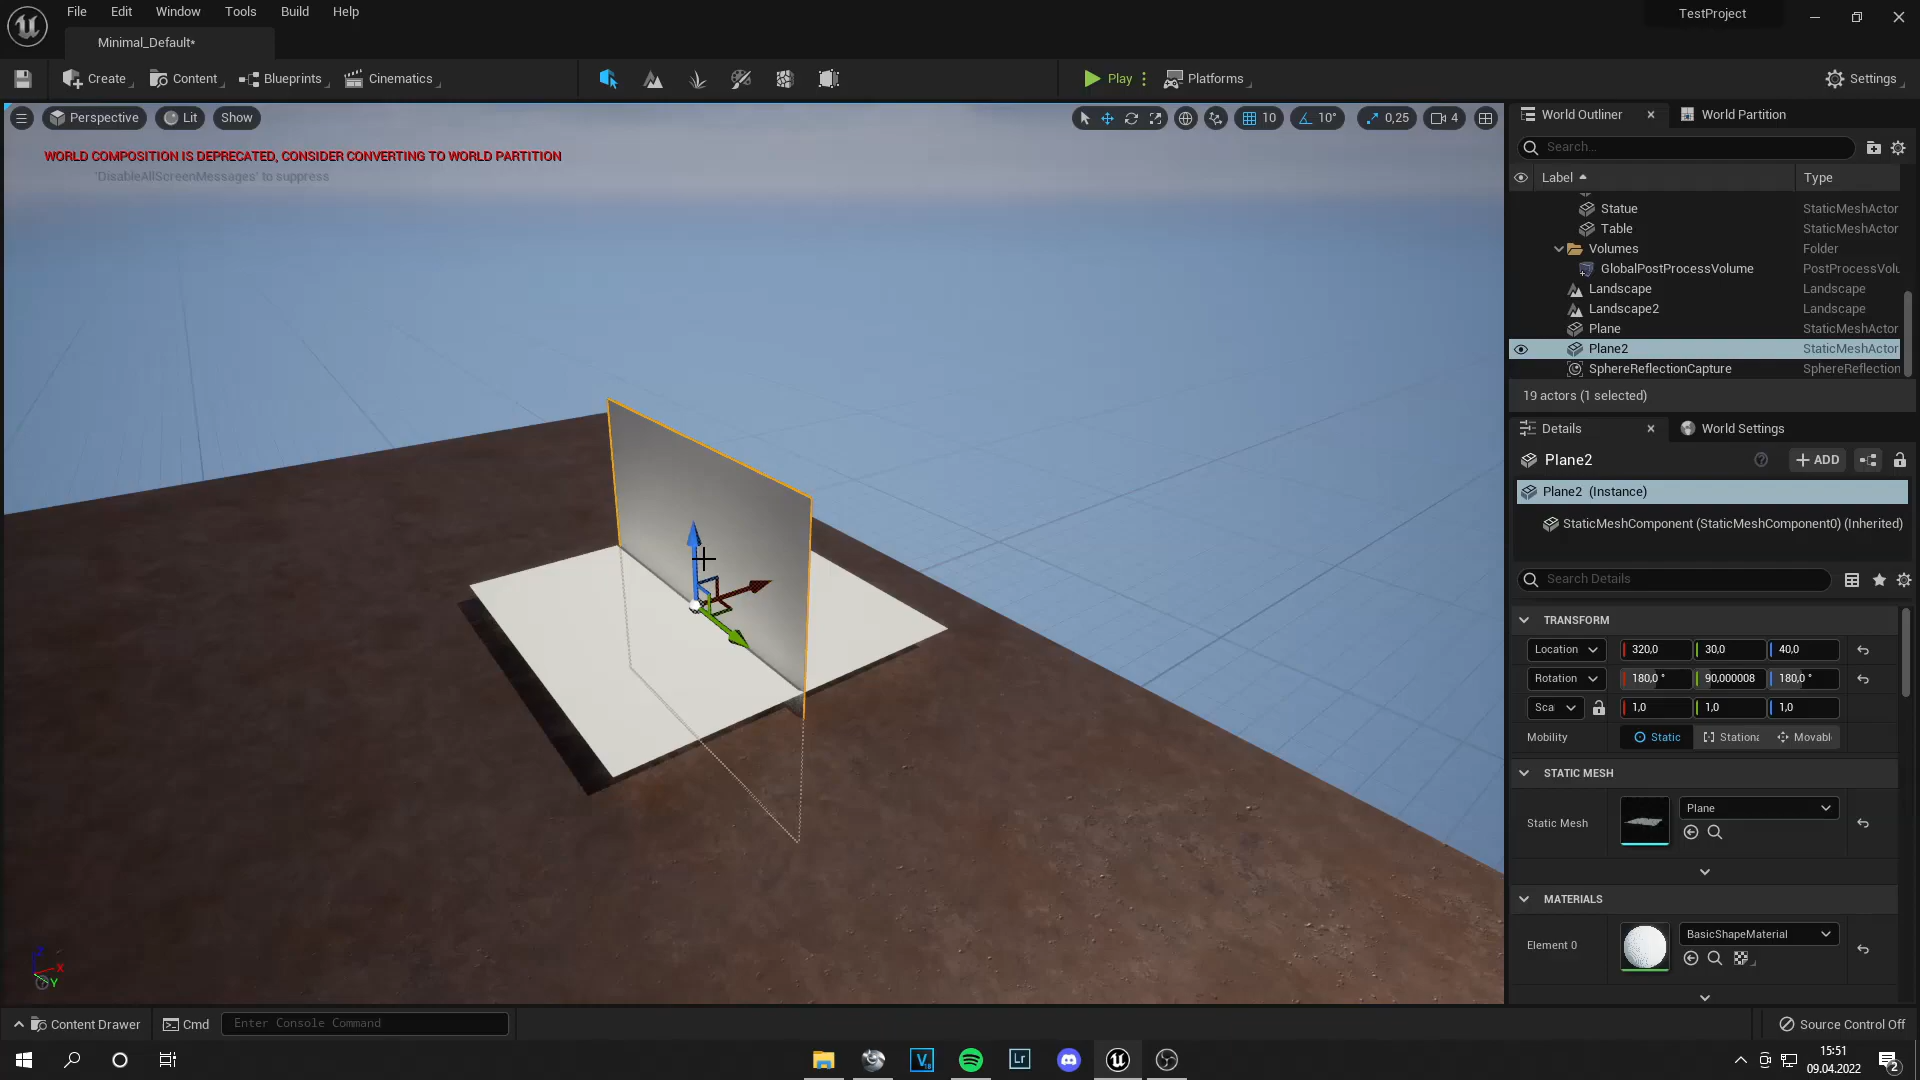 File Edit Window Tools Build Help
TestProject
Minimal_Default*
Create Content Blueprints Cinematics Play Platforms Settings
Perspective Lit Show 10 10° 0,25 4
WORLD COMPOSITION IS DEPRECATED, CONSIDER CONVERTING TO WORLD PARTITION
'DisableAllScreenMessages' to suppress
World Outliner World Partition
Search...
Label Type
Statue StaticMeshActor
Table StaticMeshActor
Volumes Folder
GlobalPostProcessVolume PostProcessVolu
Landscape Landscape
Landscape2 Landscape
Plane StaticMeshActor
Plane2 StaticMeshActor
SphereReflectionCapture SphereReflection
19 actors (1 selected)
Details World Settings
Plane2 ADD
Plane2 (Instance)
StaticMeshComponent (StaticMeshComponent0) (Inherited)
Search Details
TRANSFORM
Location 320,0 30,0 40,0
Rotation 180,0 ° 90,000008 180,0 °
Sca 1,0 1,0 1,0
Mobility Static Stationa Movabl
STATIC MESH
Static Mesh Plane
MATERIALS
Element 0 BasicShapeMaterial
Z X Y
Content Drawer Cmd Enter Console Command Source Control Off
Lr
15:51
09.04.2022
2